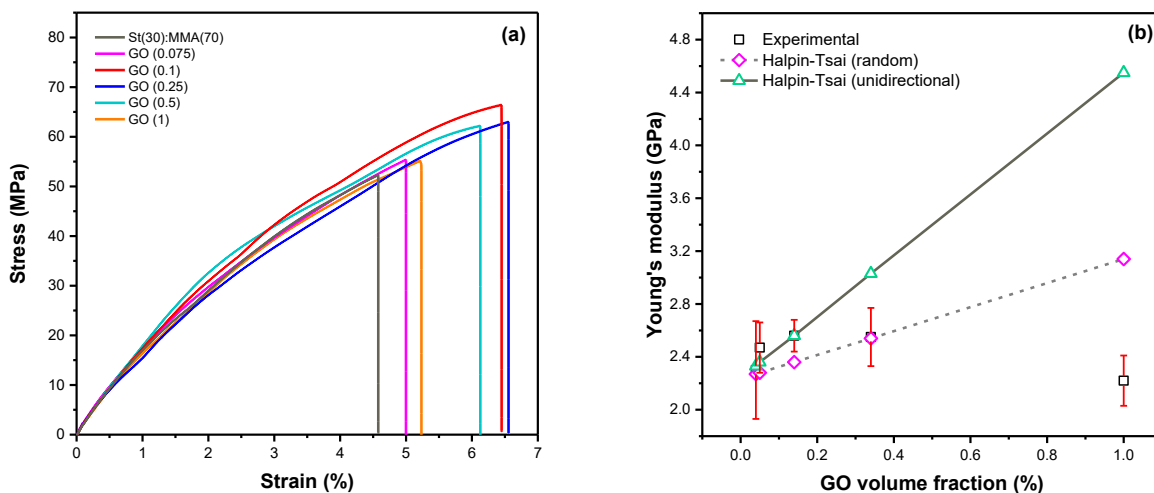 (a)
St(30):MMA(70)
GO (0.075)
GO (0.1)
GO (0.25)
GO (0.5)
GO (1)
80
70
60
50
40
30
20
10
0
Stress (MPa)
0 1 2 3 4 5 6 7
Strain (%)
(b)
Experimental
Halpin-Tsai (random)
Halpin-Tsai (unidirectional)
4.8
4.4
4.0
3.6
3.2
2.8
2.4
2.0
Young's modulus (GPa)
0.0 0.2 0.4 0.6 0.8 1.0
GO volume fraction (%)